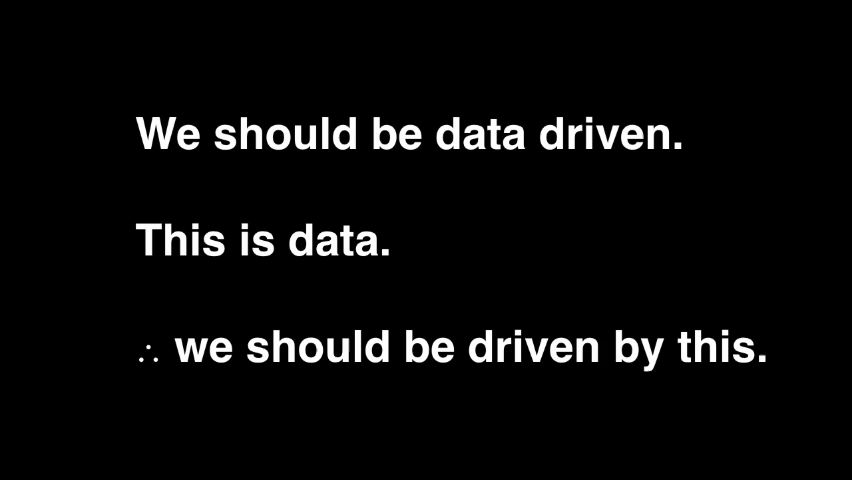 We should be data driven.
This is data.
∴ we should be driven by this.